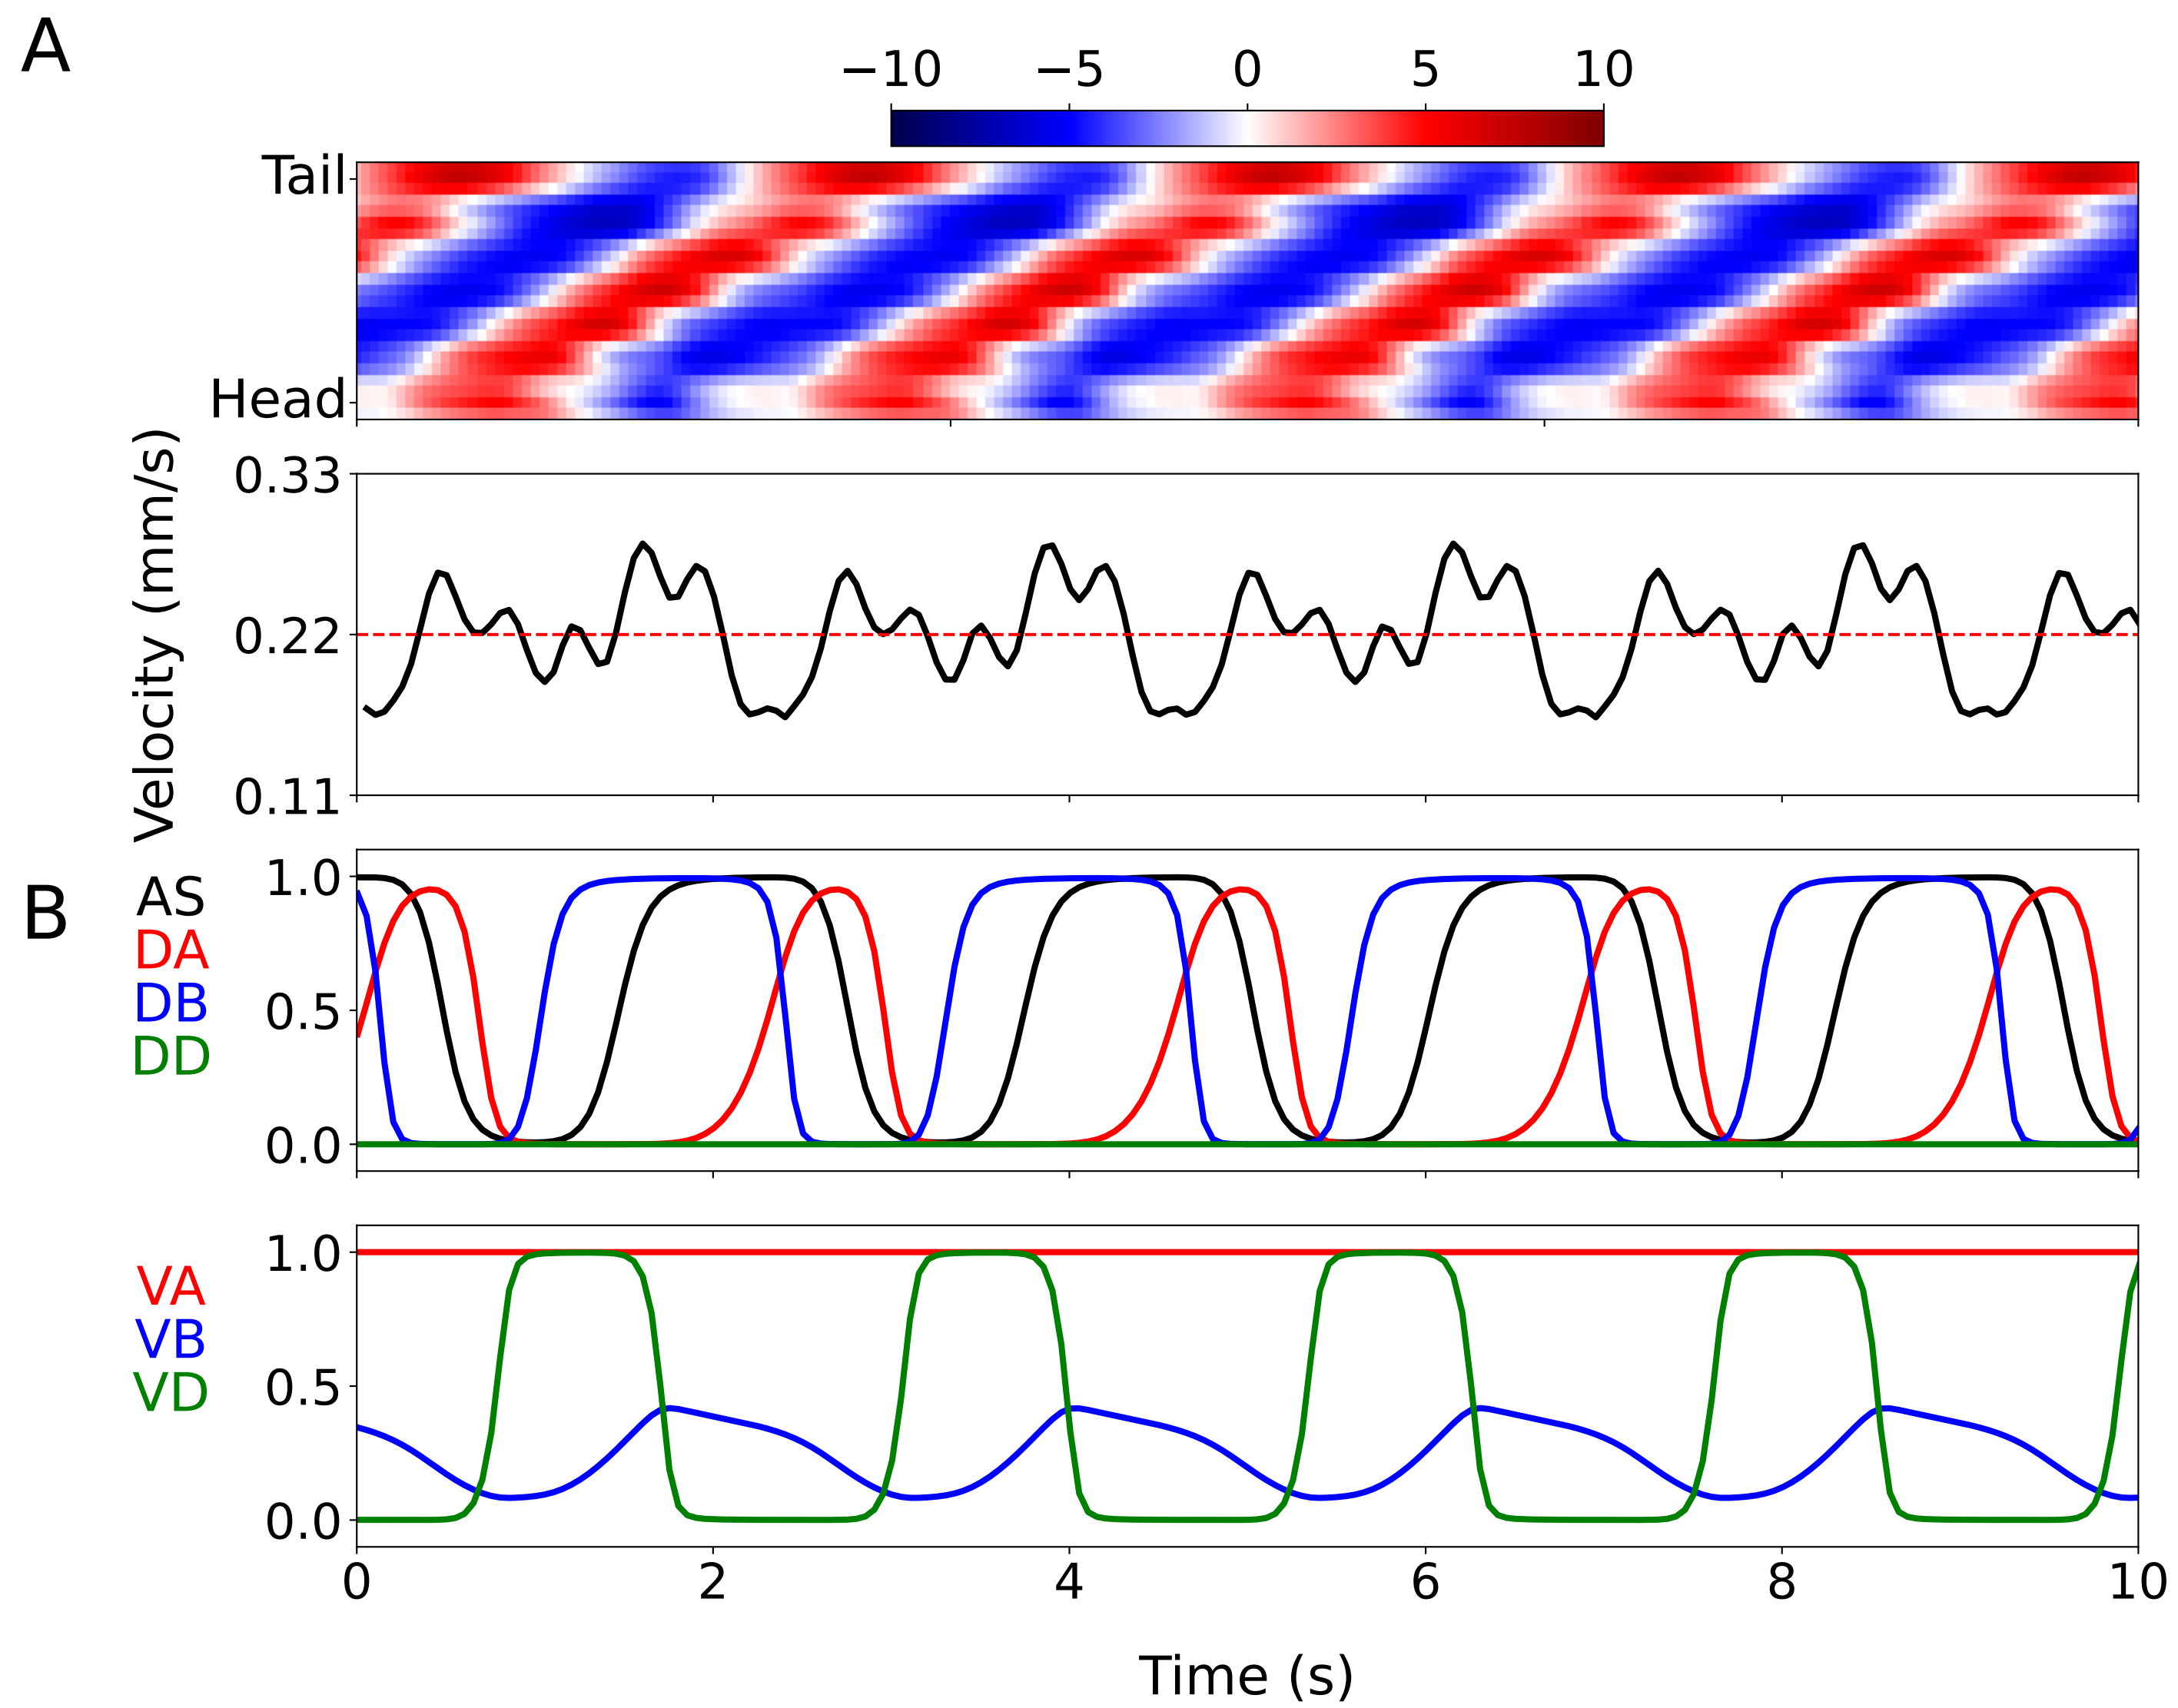 A
−10 −5 0 5 10
Tail
Head
Velocity (mm/s)
0.33
0.22
0.11
B
AS
DA
DB
DD
1.0
0.5
0.0
VA
VB
VD
1.0
0.5
0.0
0 2 4 6 8 10
Time (s)